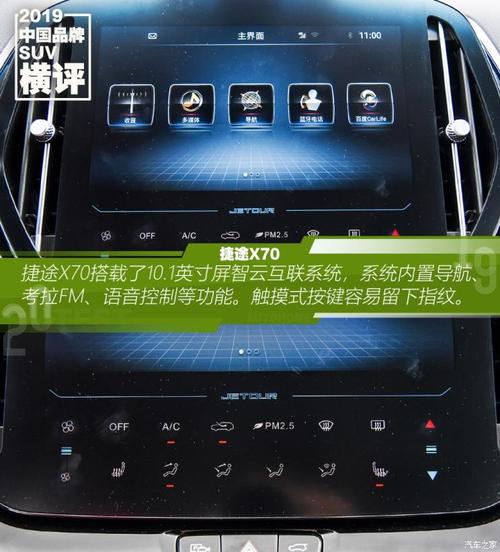 2019
中国品牌
SUV
横评
主界面
11:00
收音
多媒体
导航
蓝牙电话
百度CarLife
JETOUR
OFF
A/C
PM2.5
捷途X70
捷途X70搭载了10.1英寸屏智云互联系统，系统内置导航、
考拉FM、语音控制等功能。触摸式按键容易留下指纹。
JETOUR
OFF
A/C
PM2.5
汽车之家